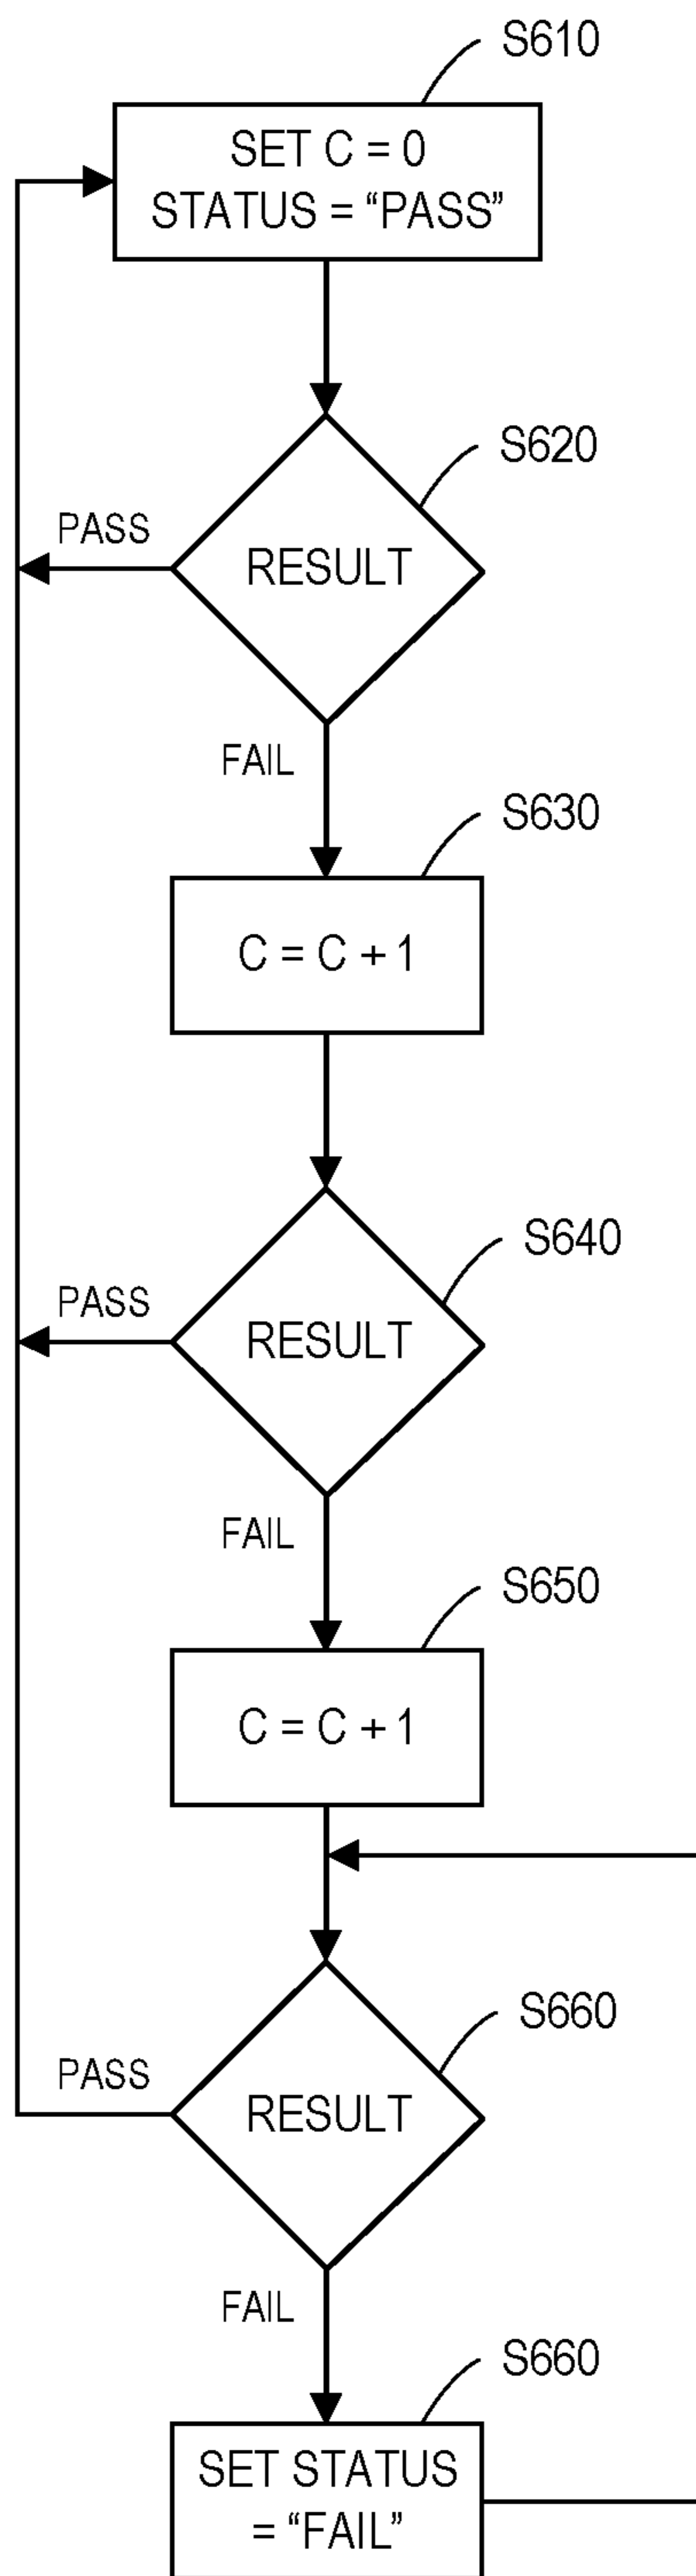 S610
SET C = 0
STATUS = “PASS”
S620
PASS
RESULT
FAIL
S630
C = C + 1
S640
PASS
RESULT
FAIL
S650
C = C + 1
S660
PASS
RESULT
FAIL
S660
SET STATUS
= “FAIL”